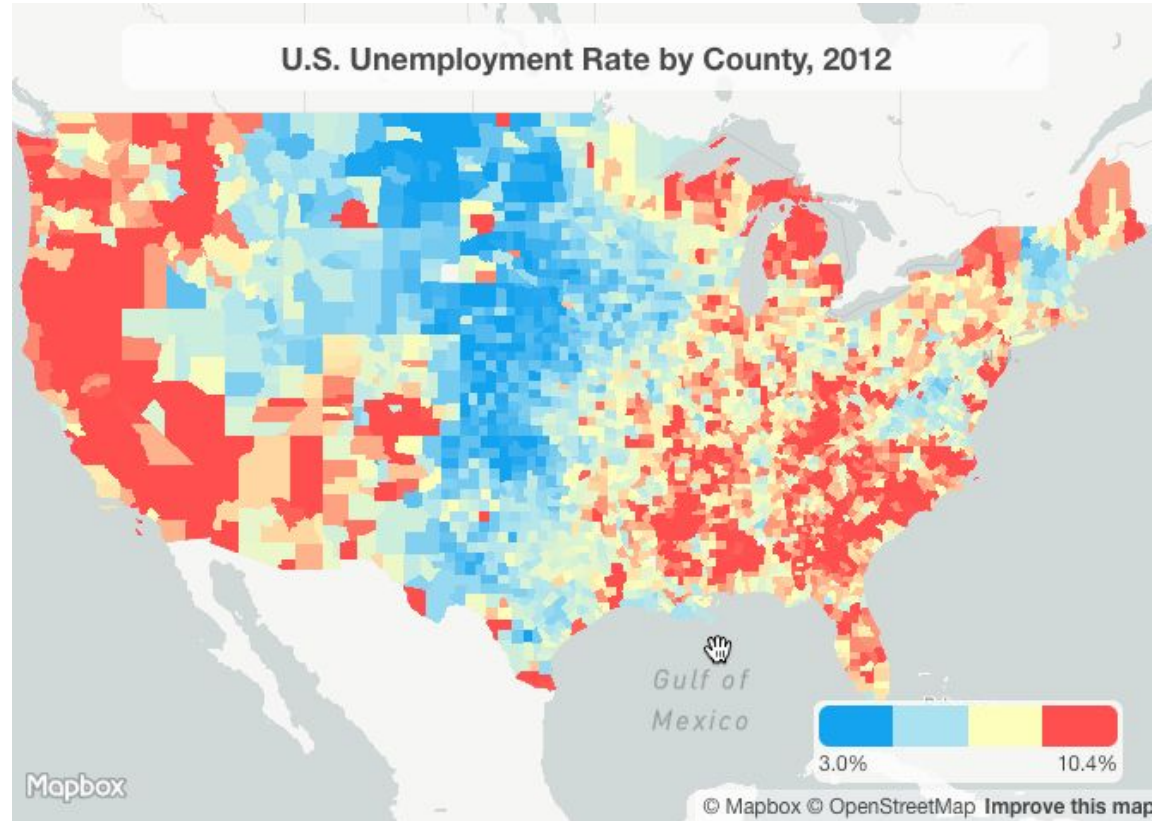 U.S. Unemployment Rate by County, 2012
Gulf of
Mexico
3.0% 10.4%
Mapbox
© Mapbox © OpenStreetMap Improve this map